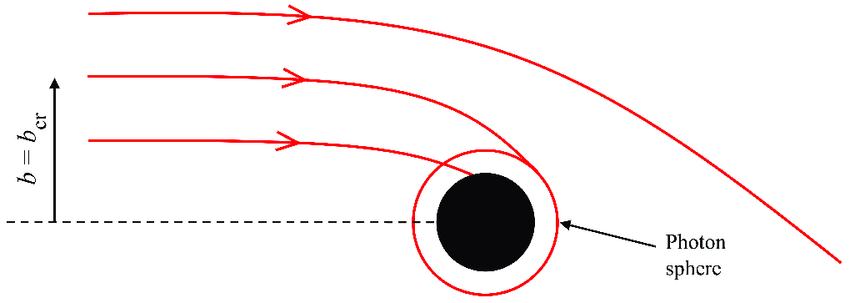 b = b_cr
Photon
sphere